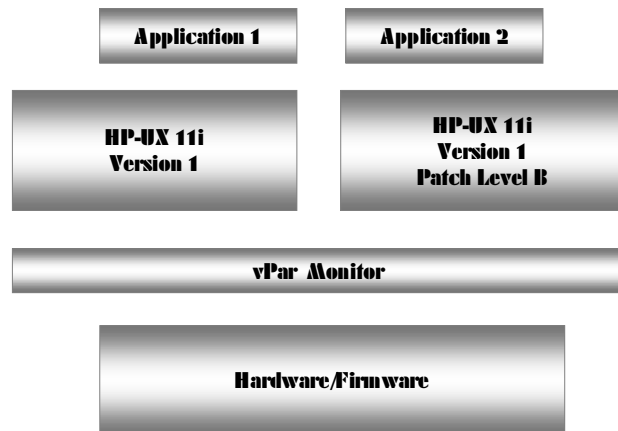 Application 1
Application 2
HP-UX 11i
Version 1
HP-UX 11i
Version 1
Patch Level B
vPar Monitor
Hardware/Firmware